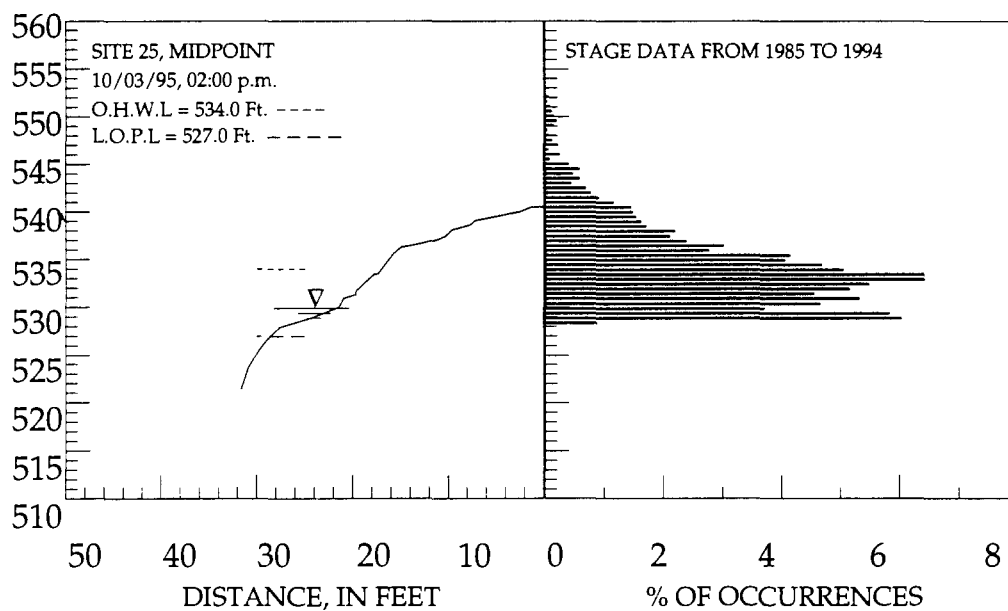 560
555
550
545
540
535
530
525
520
515
510
SITE 25, MIDPOINT
10/03/95, 02:00 p.m.
O.H.W.L = 534.0 Ft.
L.O.P.L = 527.0 Ft.
STAGE DATA FROM 1985 TO 1994
50 40 30 20 10 0 2 4 6 8
DISTANCE, IN FEET
% OF OCCURRENCES